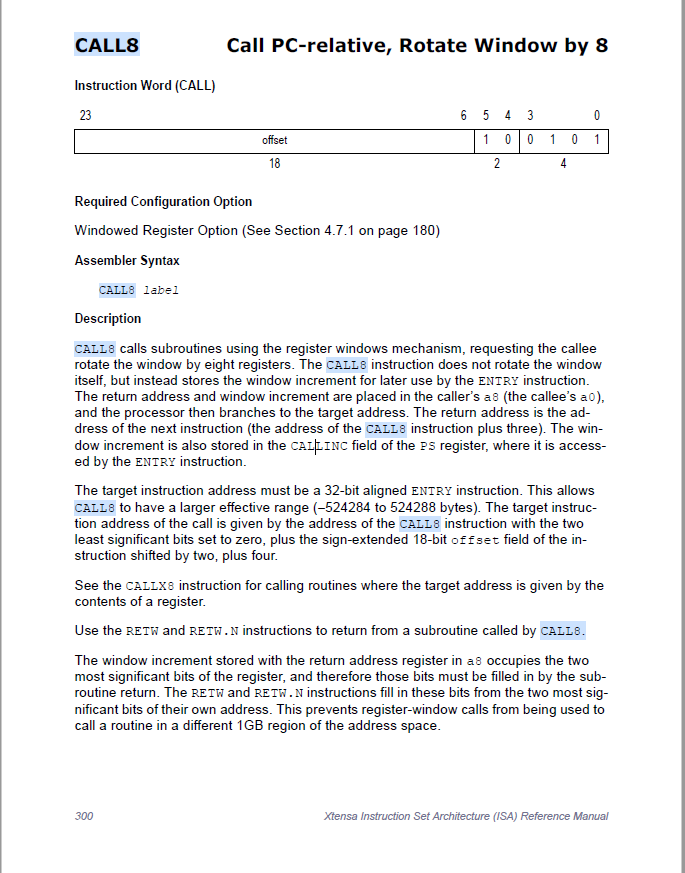 CALL8 Call PC-relative, Rotate Window by 8
Instruction Word (CALL)
23 6 5 4 3 0
offset 1 0 0 1 0 1
18 2 4
Required Configuration Option
Windowed Register Option (See Section 4.7.1 on page 180)
Assembler Syntax
CALL8 label
Description
CALL8 calls subroutines using the register windows mechanism, requesting the callee
rotate the window by eight registers. The CALL8 instruction does not rotate the window
itself, but instead stores the window increment for later use by the ENTRY instruction.
The return address and window increment are placed in the caller's a8 (the callee's a0),
and the processor then branches to the target address. The return address is the ad-
dress of the next instruction (the address of the CALL8 instruction plus three). The win-
dow increment is also stored in the CALLINC field of the PS register, where it is access-
ed by the ENTRY instruction.
The target instruction address must be a 32-bit aligned ENTRY instruction. This allows
CALL8 to have a larger effective range (−524284 to 524288 bytes). The target instruc-
tion address of the call is given by the address of the CALL8 instruction with the two
least significant bits set to zero, plus the sign-extended 18-bit offset field of the in-
struction shifted by two, plus four.
See the CALLX8 instruction for calling routines where the target address is given by the
contents of a register.
Use the RETW and RETW.N instructions to return from a subroutine called by CALL8.
The window increment stored with the return address register in a8 occupies the two
most significant bits of the register, and therefore those bits must be filled in by the sub-
routine return. The RETW and RETW.N instructions fill in these bits from the two most sig-
nificant bits of their own address. This prevents register-window calls from being used to
call a routine in a different 1GB region of the address space.
300 Xtensa Instruction Set Architecture (ISA) Reference Manual